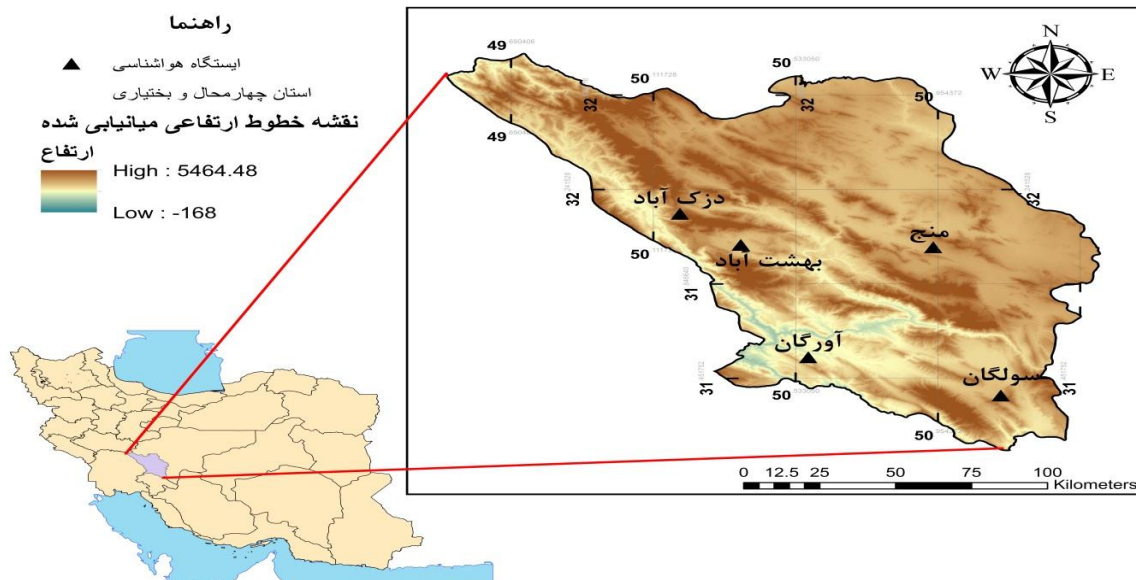 راهنما
ایستگاه هواشناسی
استان چهارمحال و بختیاری
نقشه خطوط ارتفاعی میانیابی شده
ارتفاع
High : 5464.48
Low : -168
N
W E
S
49
50
50
50
32
32
49
32
32
دزک آباد
منج
بهشت آباد
50
31
آورگان
سولگان
31
31
50
50
0 12.5 25 50 75 100
Kilometers